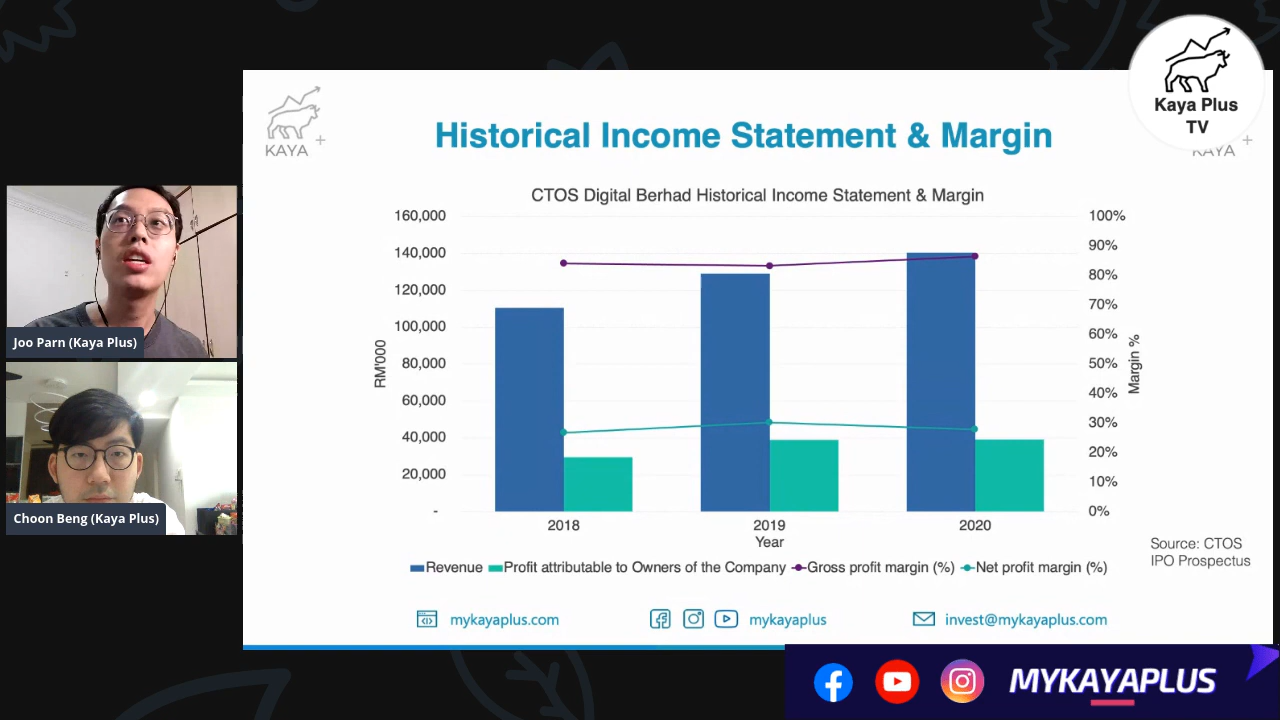 Kaya Plus
TV
KAYA
+
KAYA
+
Historical Income Statement & Margin
CTOS Digital Berhad Historical Income Statement & Margin
160,000
140,000
120,000
100,000
80,000
60,000
40,000
20,000
-
RM'000
100%
90%
80%
70%
60%
50%
40%
30%
20%
10%
0%
Margin %
2018
2019
2020
Year
Revenue
Profit attributable to Owners of the Company
Gross profit margin (%)
Net profit margin (%)
Source: CTOS
IPO Prospectus
mykayaplus.com
mykayaplus
invest@mykayaplus.com
Joo Parn (Kaya Plus)
Choon Beng (Kaya Plus)
MYKAYAPLUS